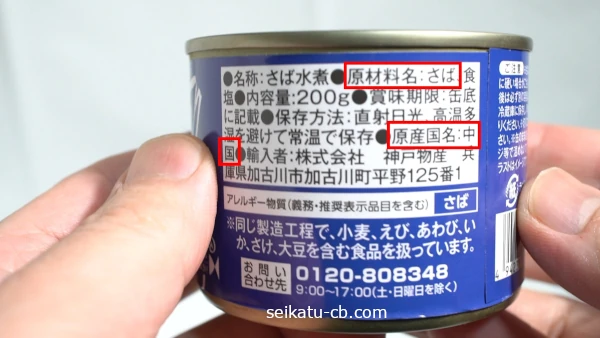 ●名称:さば水煮●原材料名:さば、食
塩●内容量:200g●賞味期限:缶底
に記載●保存方法:直射日光、高温多
湿を避けて常温で保存●原産国名:中
国●輸入者:株式会社 神戸物産 兵
庫県加古川市加古川町平野125番1
アレルギー物質(義務・推奨表示品目を含む) さば
※同じ製造工程で、小麦、えび、あわび、い
か、さけ、大豆を含む食品を扱っています。
お問い合わせ先 0120-808348
9:00〜17:00(土・日曜日を除く)
ご注意
seikatu-cb.com